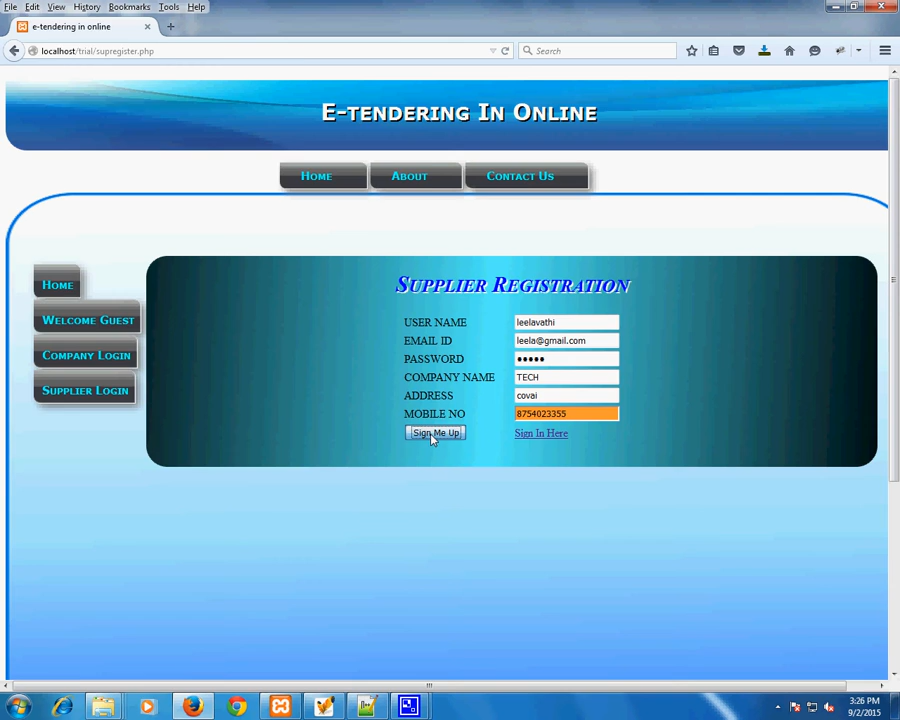 File Edit View History Bookmarks Tools Help
e-tendering in online
localhost/trial/supregister.php
Search
E-TENDERING IN ONLINE
HOME ABOUT CONTACT US
HOME
WELCOME GUEST
COMPANY LOGIN
SUPPLIER LOGIN
SUPPLIER REGISTRATION
USER NAME leelavathi
EMAIL ID leela@gmail.com
PASSWORD •••••
COMPANY NAME TECH
ADDRESS covai
MOBILE NO 8754023355
Sign Me Up Sign In Here
3:26 PM
9/2/2015